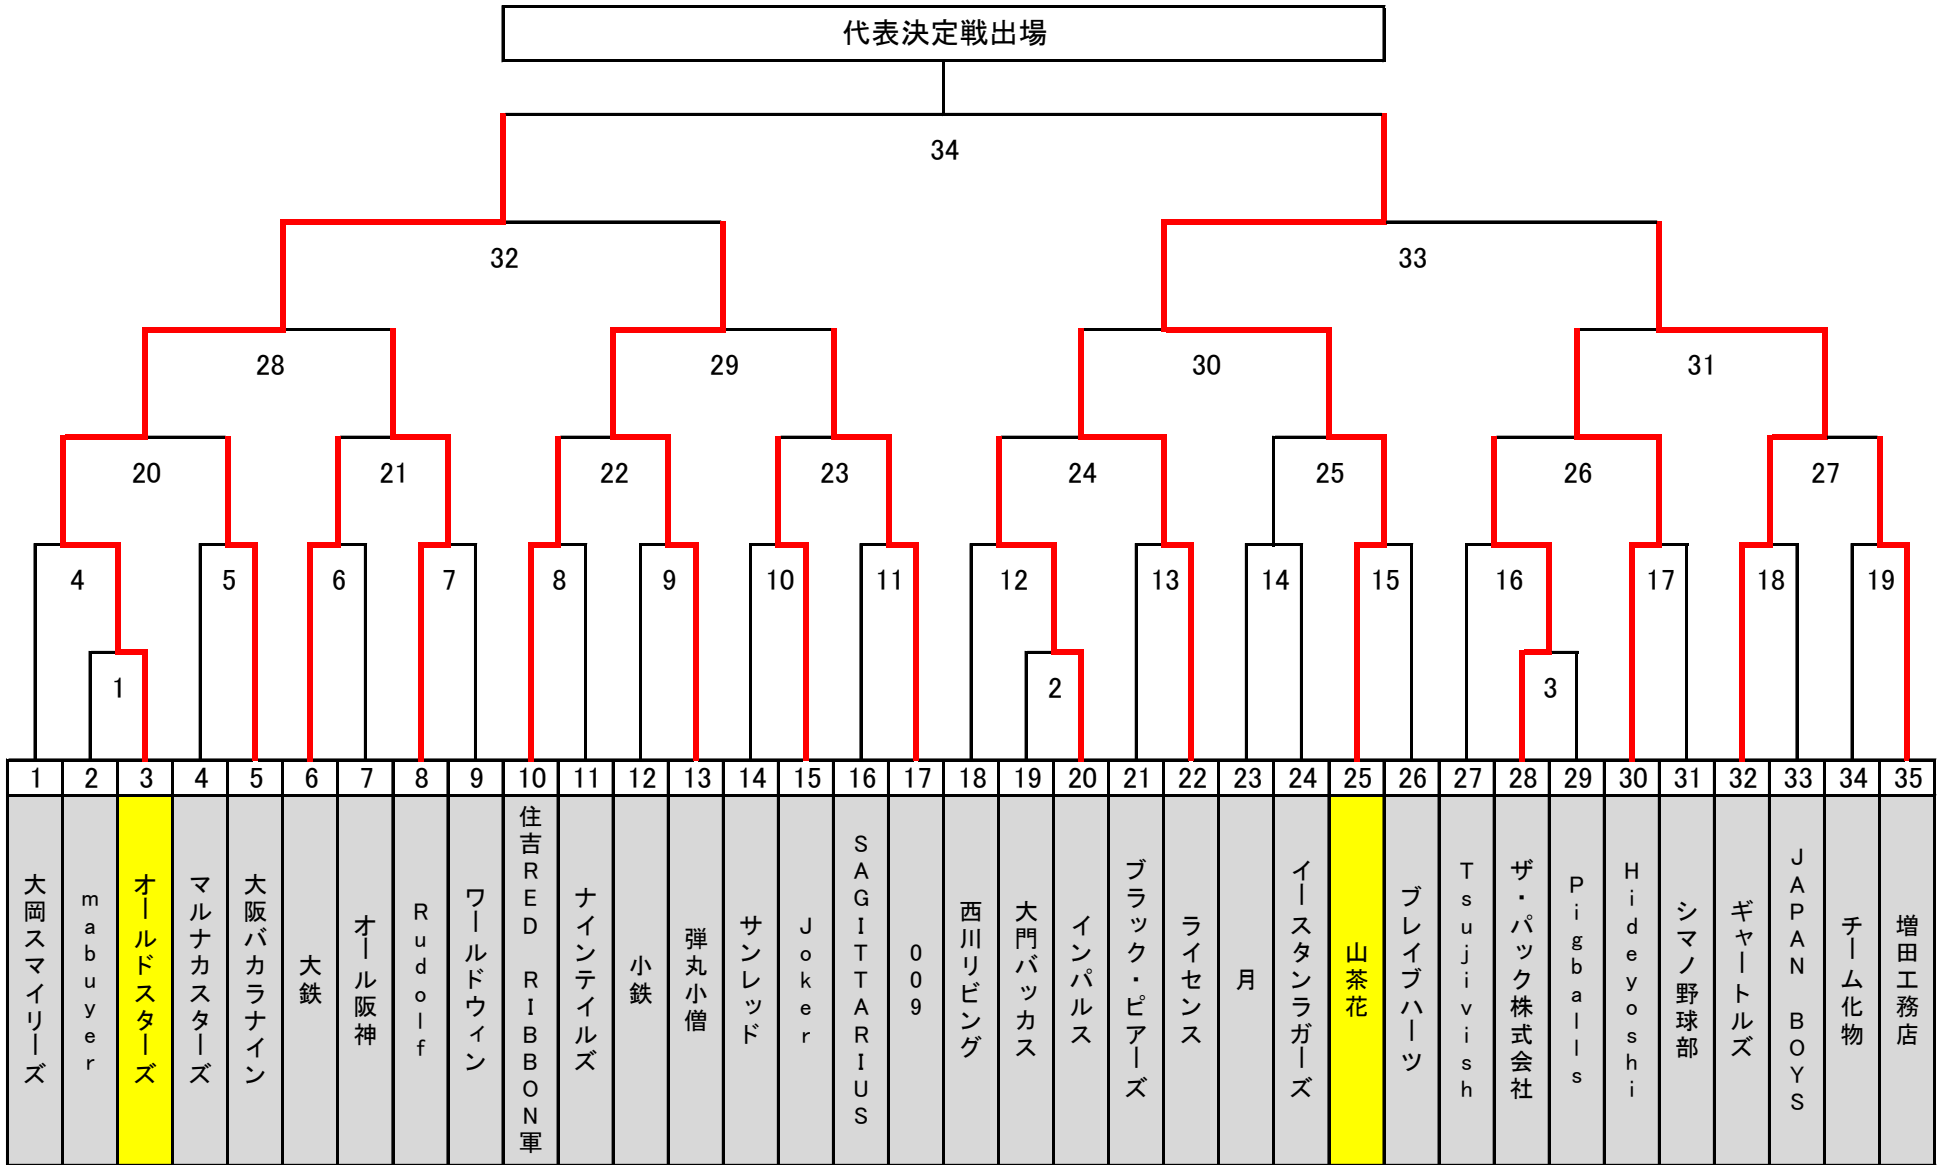 代表決定戦出場
34
32
33
28
29
30
31
20
21
22
23
24
25
26
27
4
5
6
7
8
9
10
11
12
13
14
15
16
17
18
19
1
2
3
1 2 3 4 5 6 7 8 9 10 11 12 13 14 15 16 17 18 19 20 21 22 23 24 25 26 27 28 29 30 31 32 33 34 35
大岡スマイリーズ
mabuyer
オールドスターズ
マルナカスターズ
大阪バカラナイン
大鉄
オール阪神
Rudolf
ワールドウィン
住吉RED RIBBON軍
ナインテイルズ
小鉄
弾丸小僧
サンレッド
Joker
SAGITTARIUS
009
西川リビング
大門バッカス
インパルス
ブラック・ピアーズ
ライセンス
月
イースタンラガーズ
山茶花
ブレイブハーツ
Tsujivish
ザ・パック株式会社
Pigballs
Hideyoshi
シマノ野球部
ギャートルズ
JAPAN BOYS
チーム化物
増田工務店